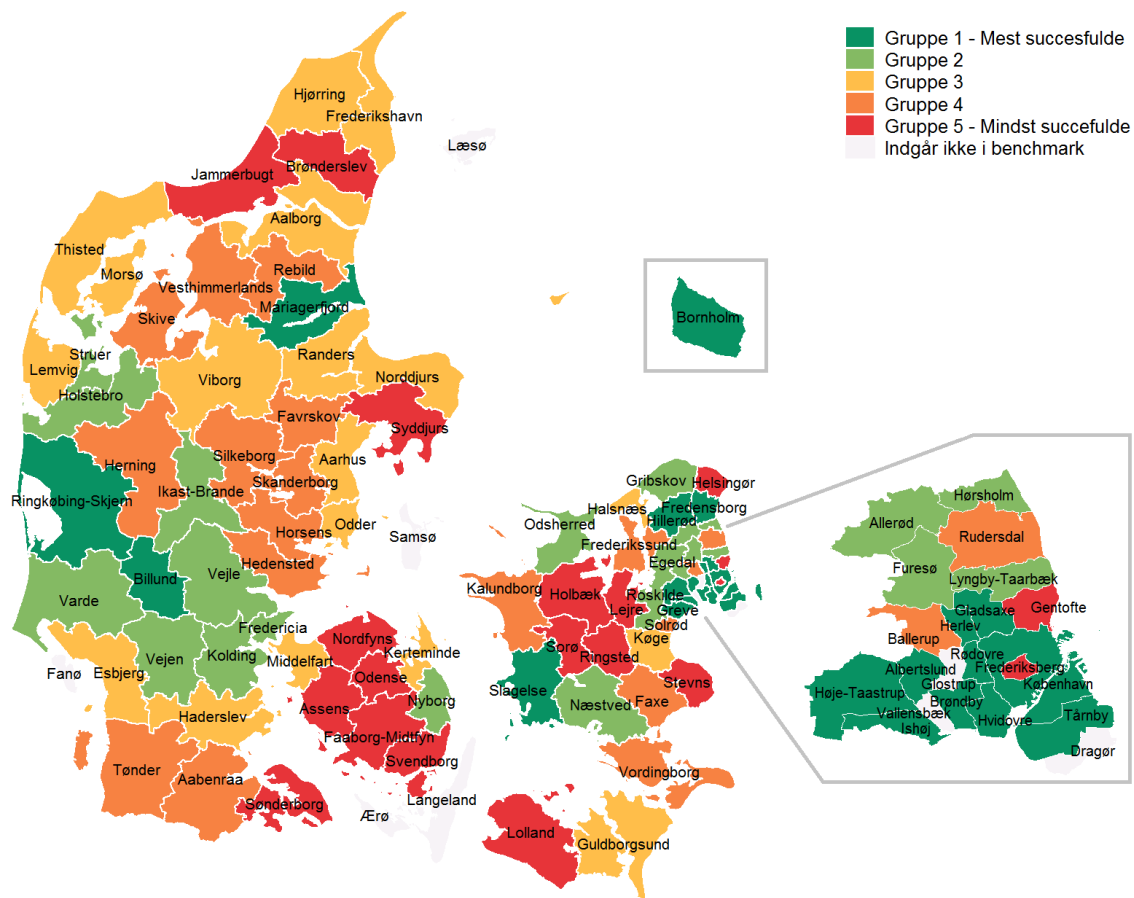 Gruppe 1 - Mest succesfulde
Gruppe 2
Gruppe 3
Gruppe 4
Gruppe 5 - Mindst succefulde
Indgår ikke i benchmark
Hjørring
Frederikshavn
Læsø
Brønderslev
Jammerbugt
Aalborg
Thisted
Morsø
Rebild
Vesthimmerlands
Mariagerfjord
Skive
Bornholm
Struer
Randers
Lemvig
Viborg
Norddjurs
Holstebro
Favrskov
Syddjurs
Silkeborg
Aarhus
Herning
Skanderborg
Ikast-Brande
Ringkøbing-Skjern
Odder
Horsens
Samsø
Hedensted
Billund
Vejle
Varde
Fredericia
Vejen
Kolding
Middelfart
Esbjerg
Fanø
Haderslev
Tønder
Aabenraa
Sønderborg
Nordfyns
Kerteminde
Odense
Nyborg
Assens
Faaborg-Midtfyn
Svendborg
Langeland
Ærø
Gribskov
Helsingør
Halsnæs
Fredensborg
Hillerød
Odsherred
Frederikssund
Egedal
Kalundborg
Holbæk
Roskilde
Lejre
Greve
Solrød
Sorø
Køge
Ringsted
Slagelse
Stevns
Næstved
Faxe
Vordingborg
Lolland
Guldborgsund
Hørsholm
Allerød
Rudersdal
Furesø
Lyngby-Taarbæk
Gladsaxe
Gentofte
Herlev
Ballerup
Rødovre
Albertslund
Frederiksberg
Glostrup
København
Høje-Taastrup
Brøndby
Vallensbæk
Hvidovre
Tårnby
Ishøj
Dragør